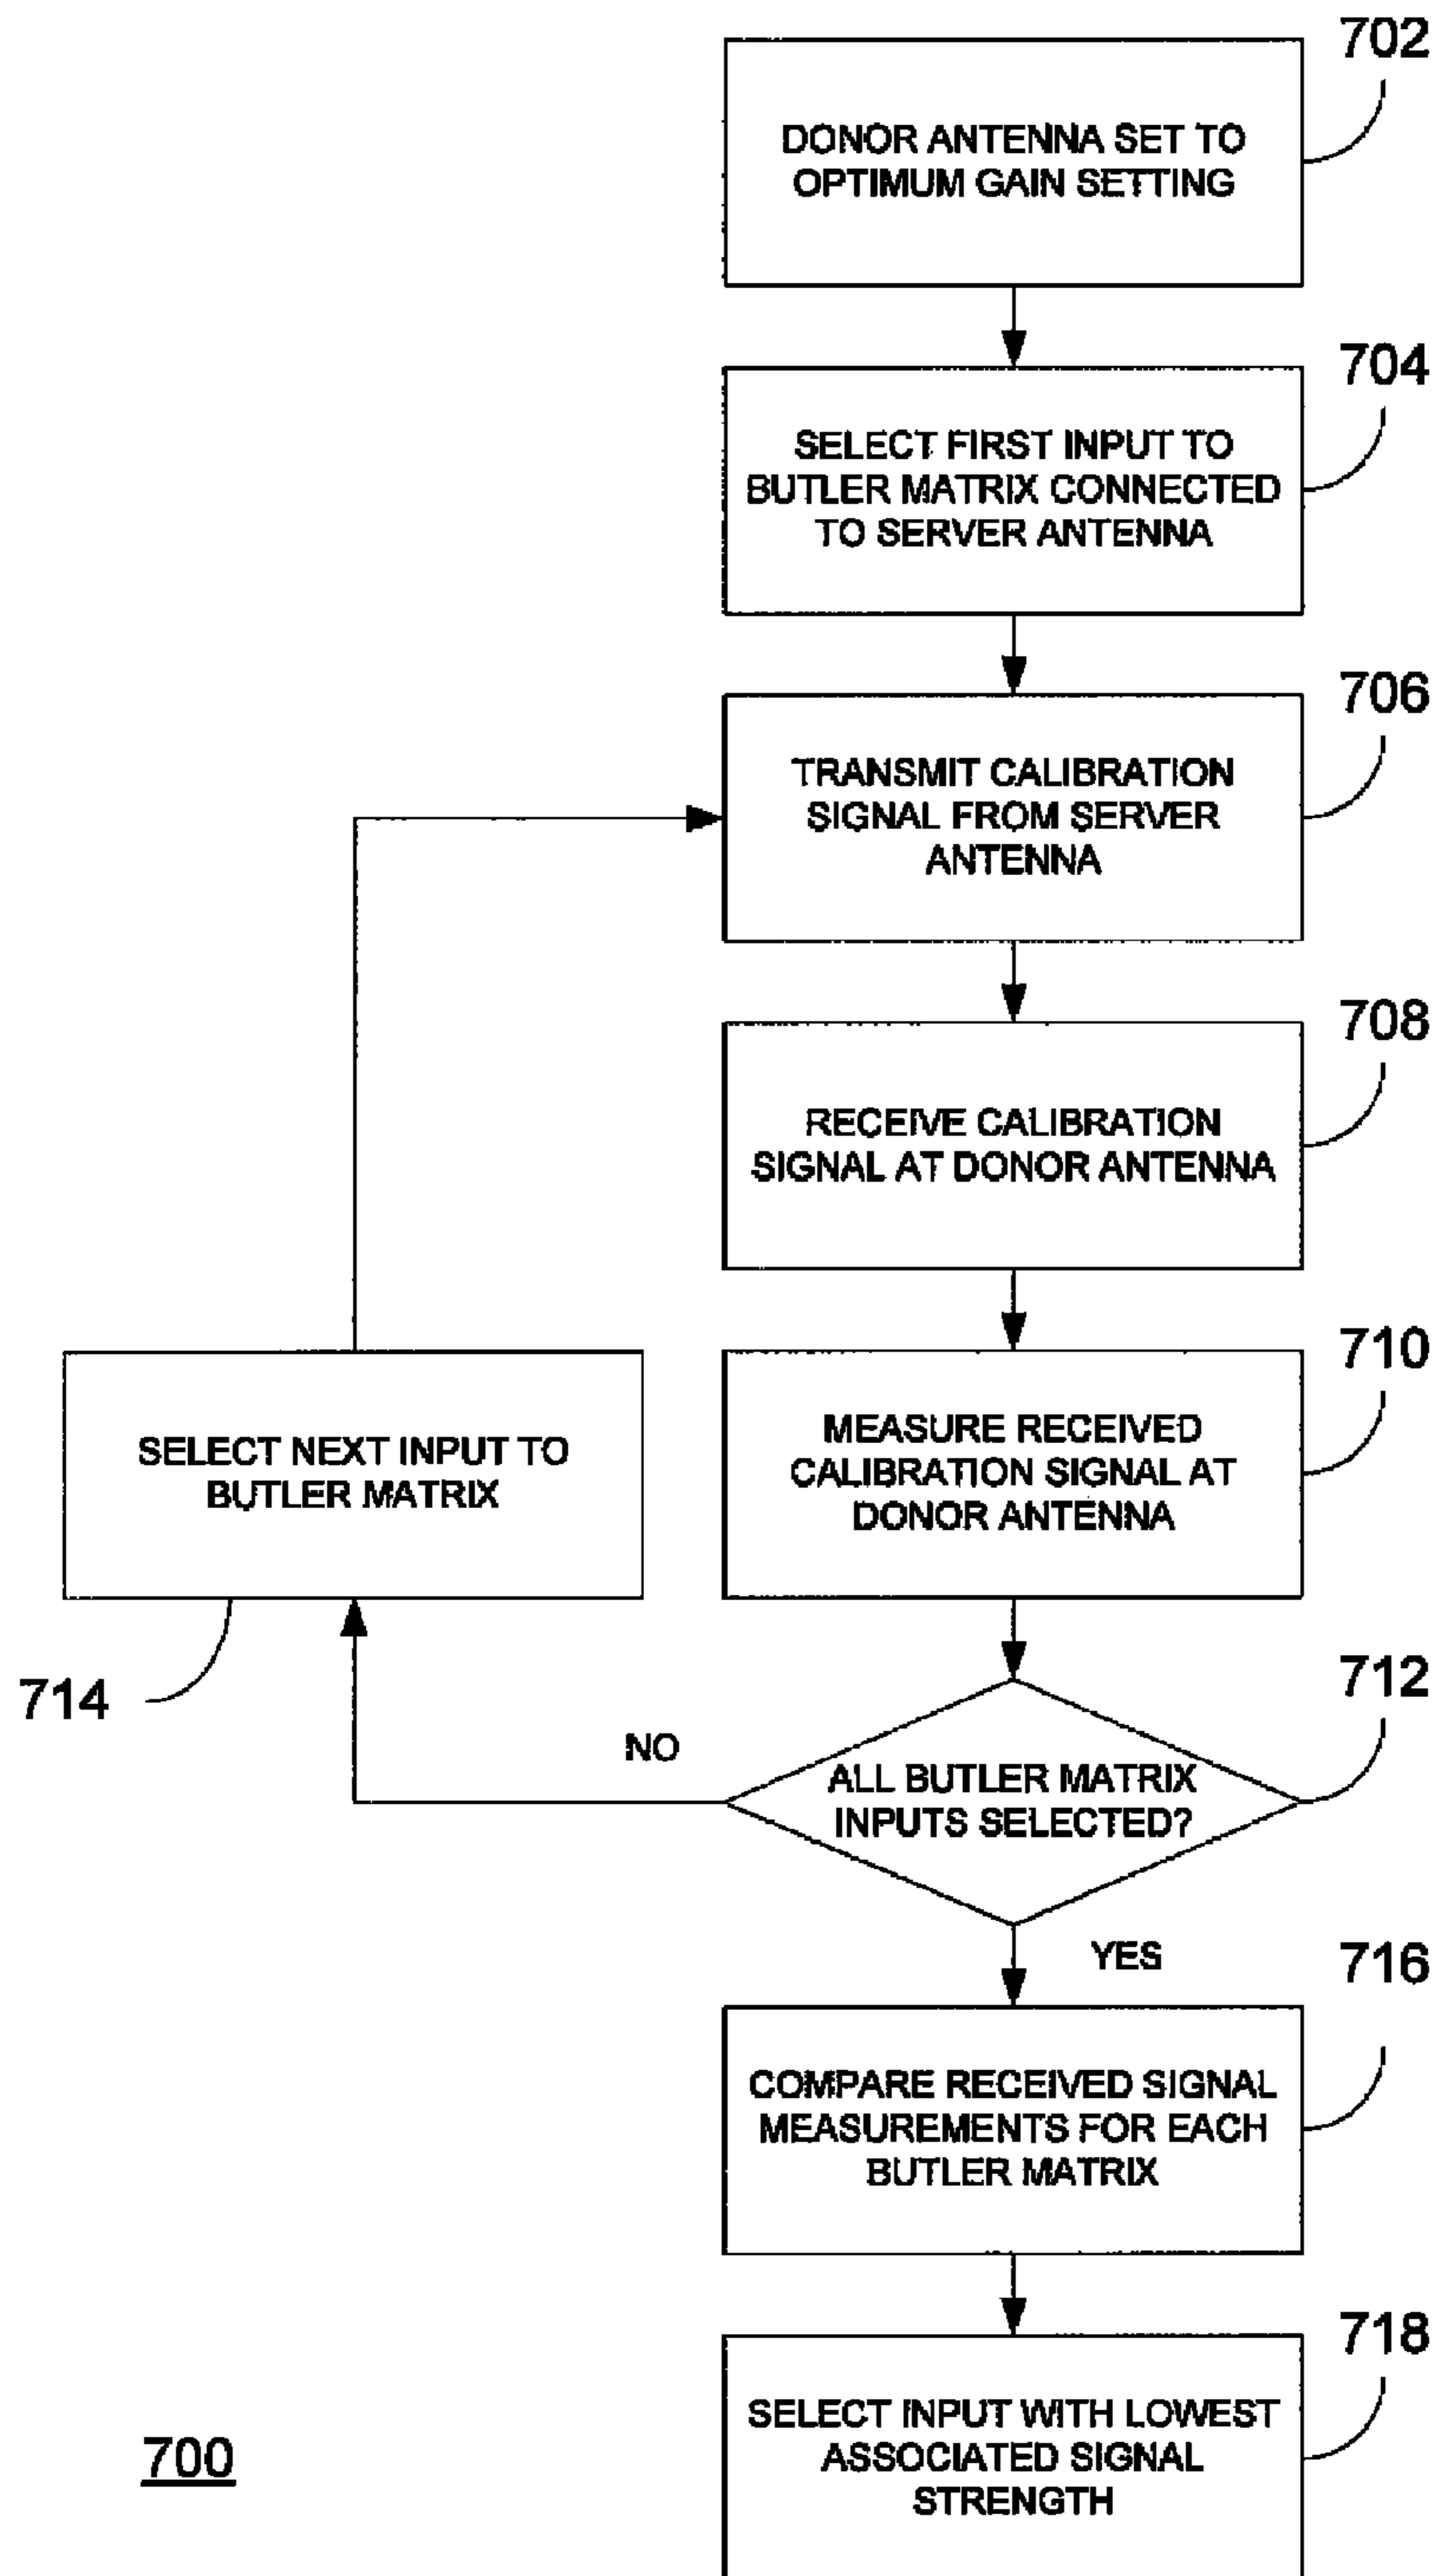 702
DONOR ANTENNA SET TO
OPTIMUM GAIN SETTING
704
SELECT FIRST INPUT TO
BUTLER MATRIX CONNECTED
TO SERVER ANTENNA
706
TRANSMIT CALIBRATION
SIGNAL FROM SERVER
ANTENNA
708
RECEIVE CALIBRATION
SIGNAL AT DONOR ANTENNA
710
MEASURE RECEIVED
CALIBRATION SIGNAL AT
DONOR ANTENNA
SELECT NEXT INPUT TO
BUTLER MATRIX
714
712
NO
ALL BUTLER MATRIX
INPUTS SELECTED?
YES
716
COMPARE RECEIVED SIGNAL
MEASUREMENTS FOR EACH
BUTLER MATRIX
718
SELECT INPUT WITH LOWEST
ASSOCIATED SIGNAL
STRENGTH
700